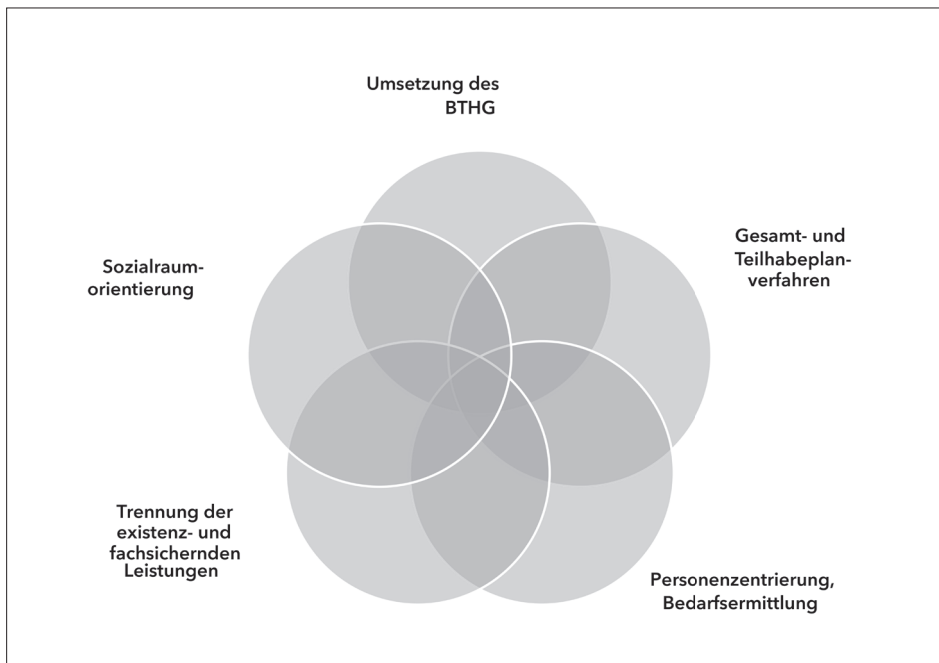 Umsetzung des
BTHG
Gesamt- und
Teilhabeplan-
verfahren
Sozialraum-
orientierung
Trennung der
existenz- und
fachsichernden
Leistungen
Personenzentrierung,
Bedarfsermittlung